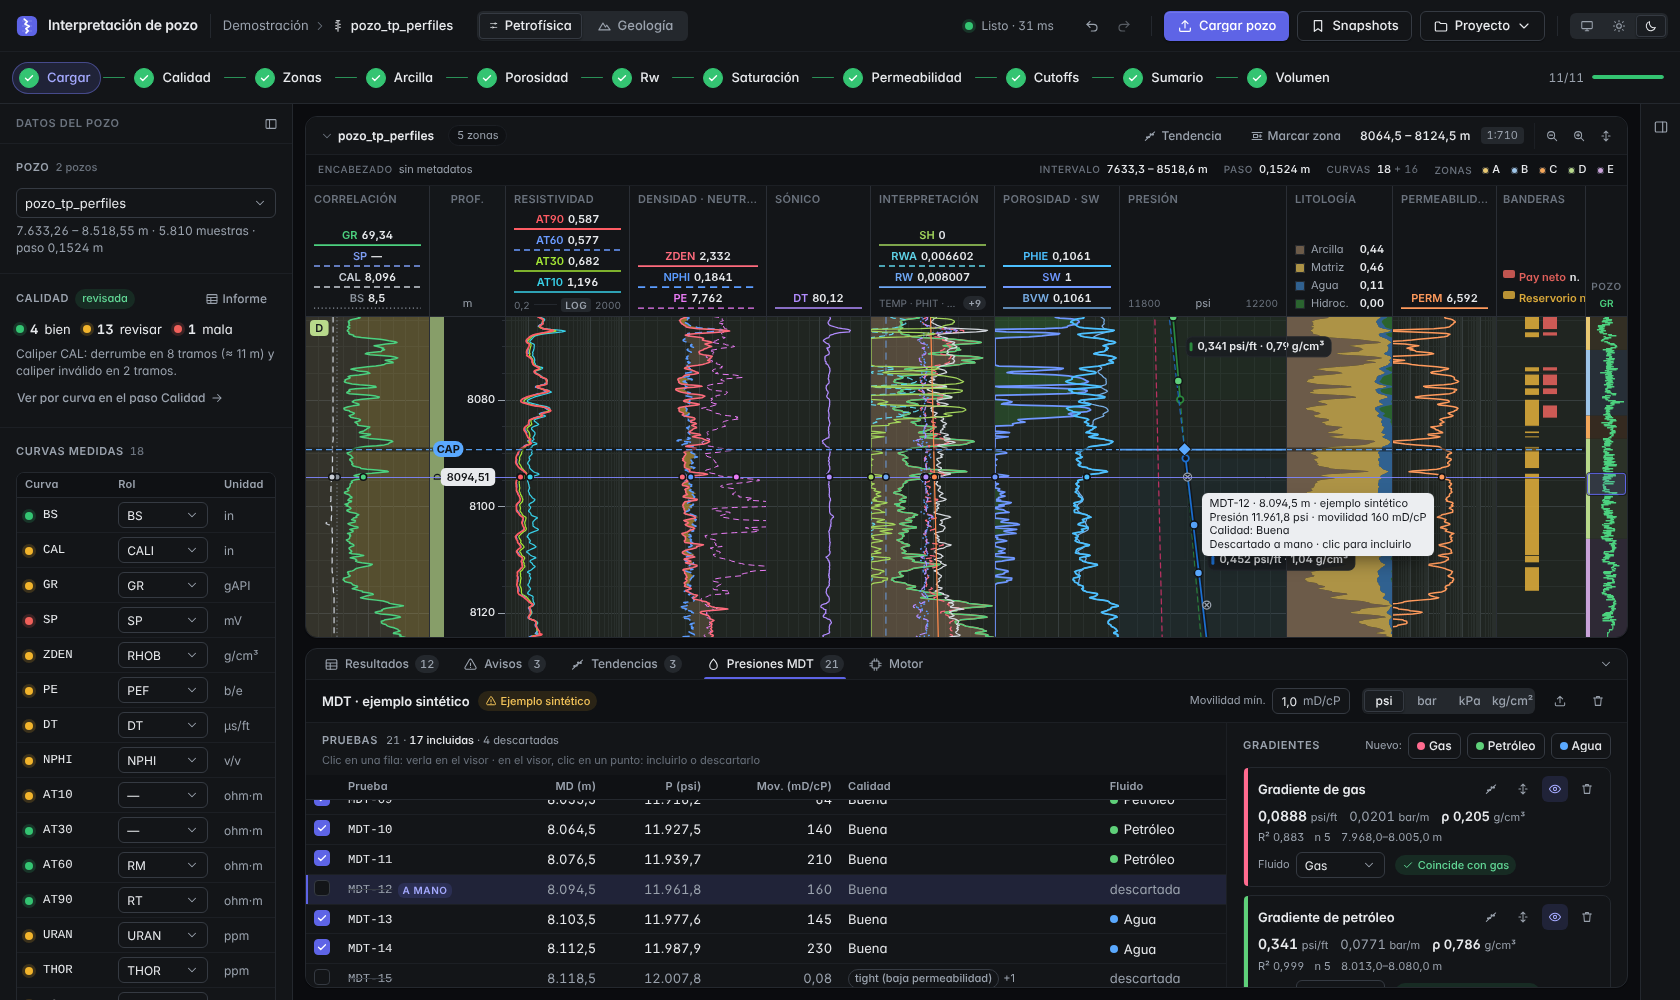 Interpretación de pozo
Demostración
pozo_tp_perfiles
Petrofísica
Geología
Listo · 31 ms
Cargar pozo
Snapshots
Proyecto
Cargar
Calidad
Zonas
Arcilla
Porosidad
Rw
Saturación
Permeabilidad
Cutoffs
Sumario
Volumen
11/11
DATOS DEL POZO
POZO 2 pozos
pozo_tp_perfiles
7.633,26 – 8.518,55 m · 5.810 muestras ·
paso 0,1524 m
CALIDAD revisada
Informe
4 bien 13 revisar 1 mala
Caliper CAL: derrumbe en 8 tramos (≈ 11 m) y
caliper inválido en 2 tramos.
Ver por curva en el paso Calidad →
CURVAS MEDIDAS 18
Curva Rol Unidad
BS BS in
CAL CALI in
GR GR gAPI
SP SP mV
ZDEN RHOB g/cm³
PE PEF b/e
DT DT µs/ft
NPHI NPHI v/v
AT10 — ohm·m
AT30 — ohm·m
AT60 RM ohm·m
AT90 RT ohm·m
URAN URAN ppm
THOR THOR ppm
pozo_tp_perfiles 5 zonas
Tendencia
Marcar zona
8064,5 – 8124,5 m 1:710
ENCABEZADO sin metadatos
INTERVALO 7633,3 – 8518,6 m PASO 0,1524 m CURVAS 18 + 16 ZONAS A B C D E
CORRELACIÓN
GR 69,34
SP —
CAL 8,096
BS 8,5
PROF.
m
RESISTIVIDAD
AT90 0,587
AT60 0,577
AT30 0,682
AT10 1,196
0,2 LOG 2000
DENSIDAD · NEUTR...
ZDEN 2,332
NPHI 0,1841
PE 7,762
SÓNICO
DT 80,12
INTERPRETACIÓN
SH 0
RWA 0,006602
RW 0,008007
TEMP · PHIT · ... +9
POROSIDAD · SW
PHIE 0,1061
SW 1
BVW 0,1061
PRESIÓN
11800 psi 12200
LITOLOGÍA
Arcilla 0,44
Matriz 0,46
Agua 0,11
Hidroc. 0,00
PERMEABILID...
PERM 6,592
BANDERAS
Pay neto n.
Reservorio n
POZO
GR
D
8080
CAP
8094,51
8100
8120
0,341 psi/ft · 0,79 g/cm³
MDT-12 · 8.094,5 m · ejemplo sintético
Presión 11.961,8 psi · movilidad 160 mD/cP
Calidad: Buena
Descartado a mano · clic para incluirlo
0,452 psi/ft · 1,04 g/cm³
Resultados 12
Avisos 3
Tendencias 3
Presiones MDT 21
Motor
MDT · ejemplo sintético
Ejemplo sintético
Movilidad mín. 1,0 mD/cP
psi bar kPa kg/cm²
PRUEBAS 21 · 17 incluidas · 4 descartadas
Clic en una fila: verla en el visor · en el visor, clic en un punto: incluirlo o descartarlo
Prueba MD (m) P (psi) Mov. (mD/cP) Calidad Fluido
MDT-09 8.055,5 11.916,2 64 Buena Petróleo
MDT-10 8.064,5 11.927,5 140 Buena Petróleo
MDT-11 8.076,5 11.939,7 210 Buena Petróleo
MDT-12 A MANO 8.094,5 11.961,8 160 Buena descartada
MDT-13 8.103,5 11.977,6 145 Buena Agua
MDT-14 8.112,5 11.987,9 230 Buena Agua
MDT-15 8.118,5 12.007,8 0,08 tight (baja permeabilidad) +1 descartada
GRADIENTES
Nuevo: Gas Petróleo Agua
Gradiente de gas
0,0888 psi/ft 0,0201 bar/m ρ 0,205 g/cm³
R² 0,883 n 5 7.968,0–8.005,0 m
Fluido Gas Coincide con gas
Gradiente de petróleo
0,341 psi/ft 0,0771 bar/m ρ 0,786 g/cm³
R² 0,999 n 5 8.013,0–8.080,0 m